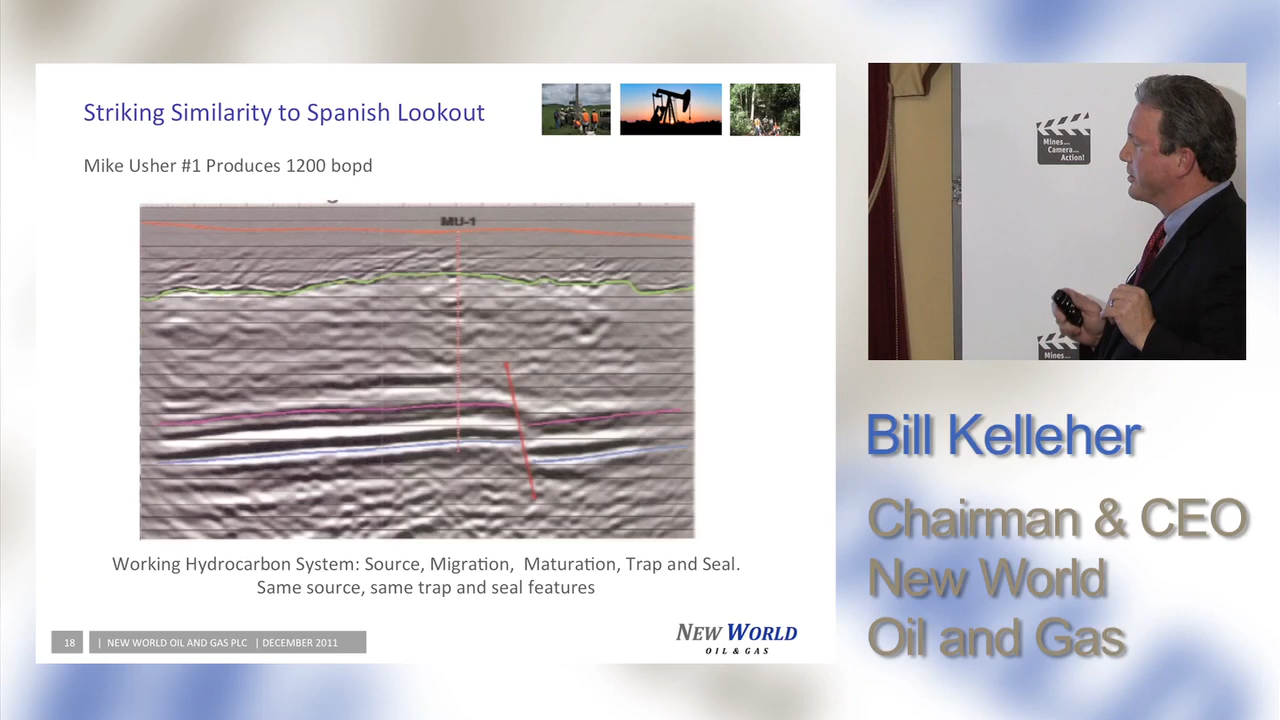 Striking Similarity to Spanish Lookout
Mike Usher #1 Produces 1200 bopd
MU-1
Working Hydrocarbon System: Source, Migration, Maturation, Trap and Seal.
Same source, same trap and seal features
18 | NEW WORLD OIL AND GAS PLC | DECEMBER 2011
NEW WORLD
OIL & GAS
Mines...
Camera...
Action!
Mines...
Bill Kelleher
Chairman & CEO
New World
Oil and Gas